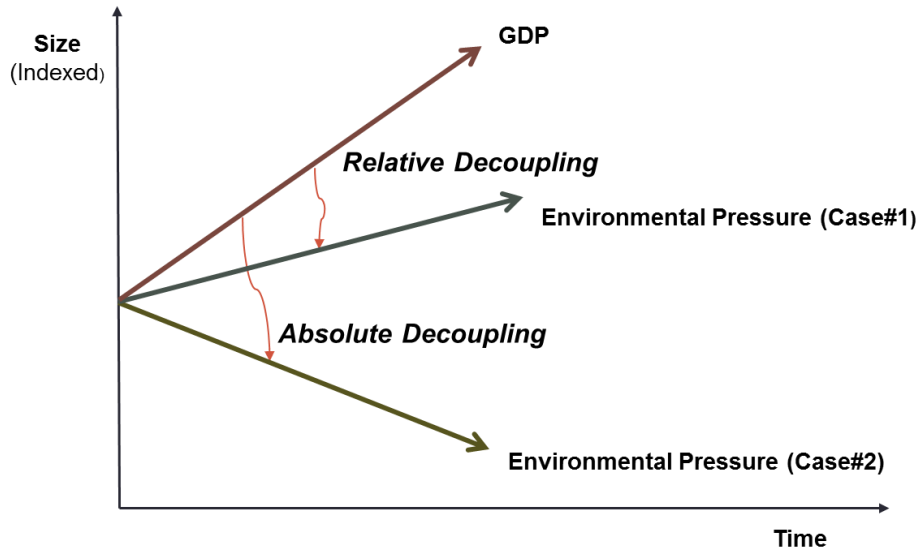 GDP
Size
(Indexed)
Relative Decoupling
Environmental Pressure (Case#1)
Absolute Decoupling
Environmental Pressure (Case#2)
Time